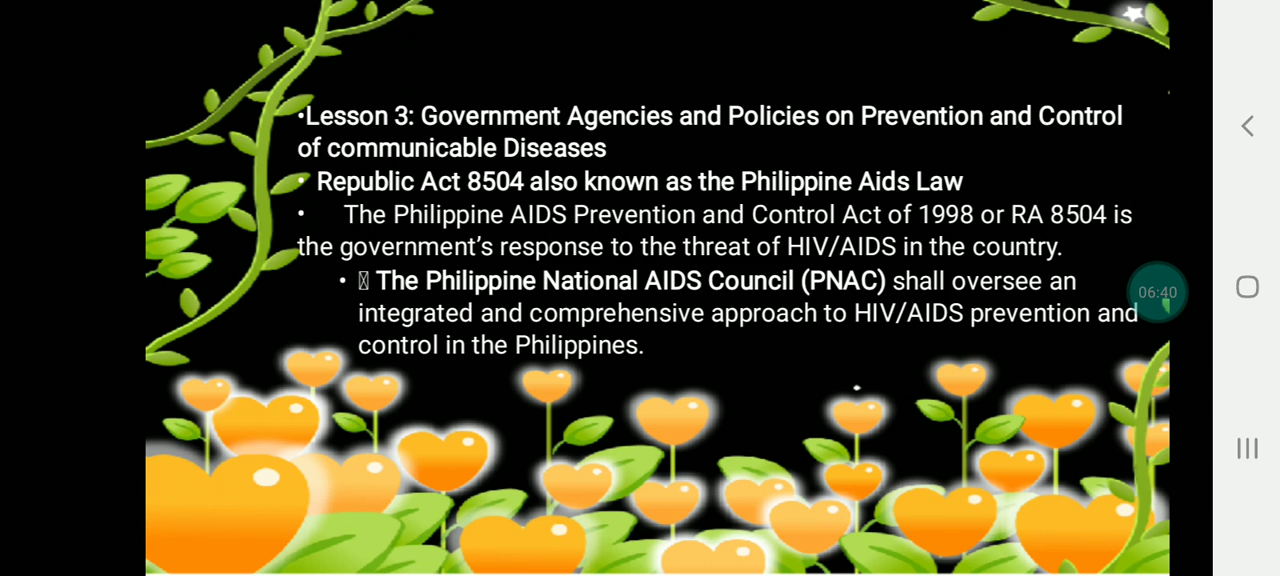 •Lesson 3: Government Agencies and Policies on Prevention and Control
of communicable Diseases
• Republic Act 8504 also known as the Philippine Aids Law
• The Philippine AIDS Prevention and Control Act of 1998 or RA 8504 is
the government’s response to the threat of HIV/AIDS in the country.
• The Philippine National AIDS Council (PNAC) shall oversee an
integrated and comprehensive approach to HIV/AIDS prevention and
control in the Philippines.
06:40